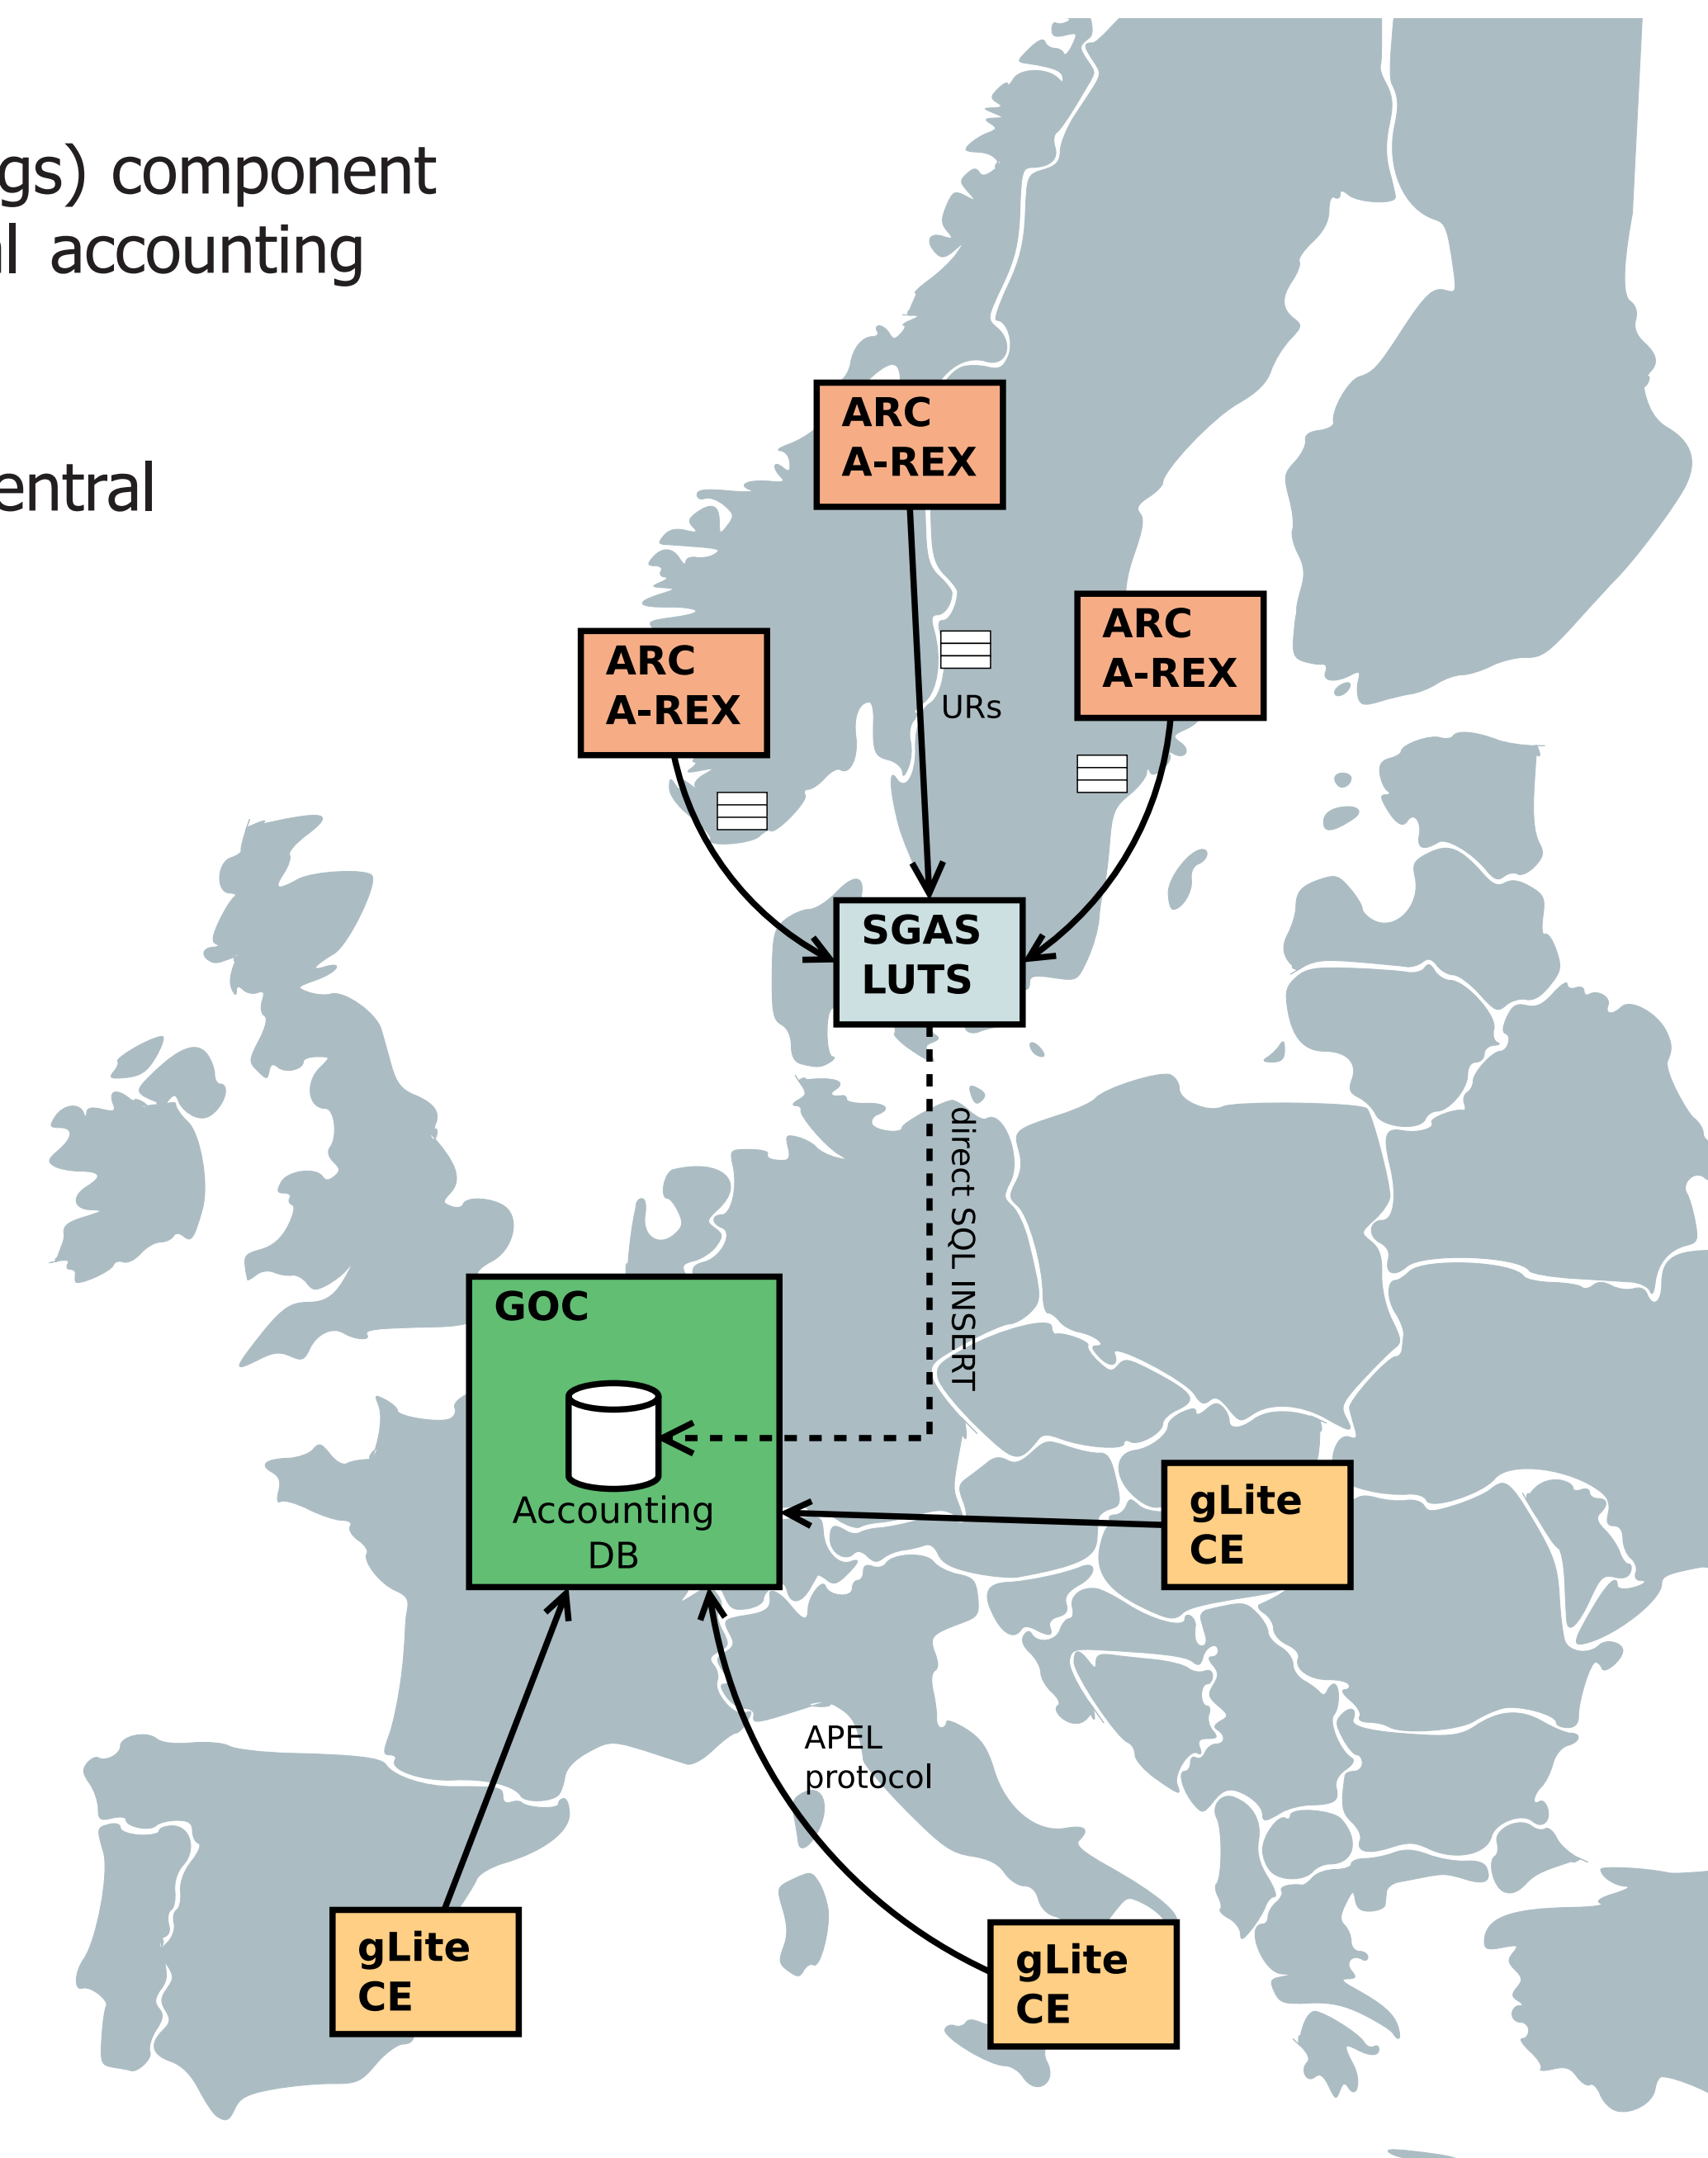 gs) component
l accounting
entral
ARC
A-REX
ARC
A-REX
ARC
A-REX
URs
SGAS
LUTS
direct SQL INSERT
GOC
Accounting
DB
gLite
CE
APEL
protocol
gLite
CE
gLite
CE